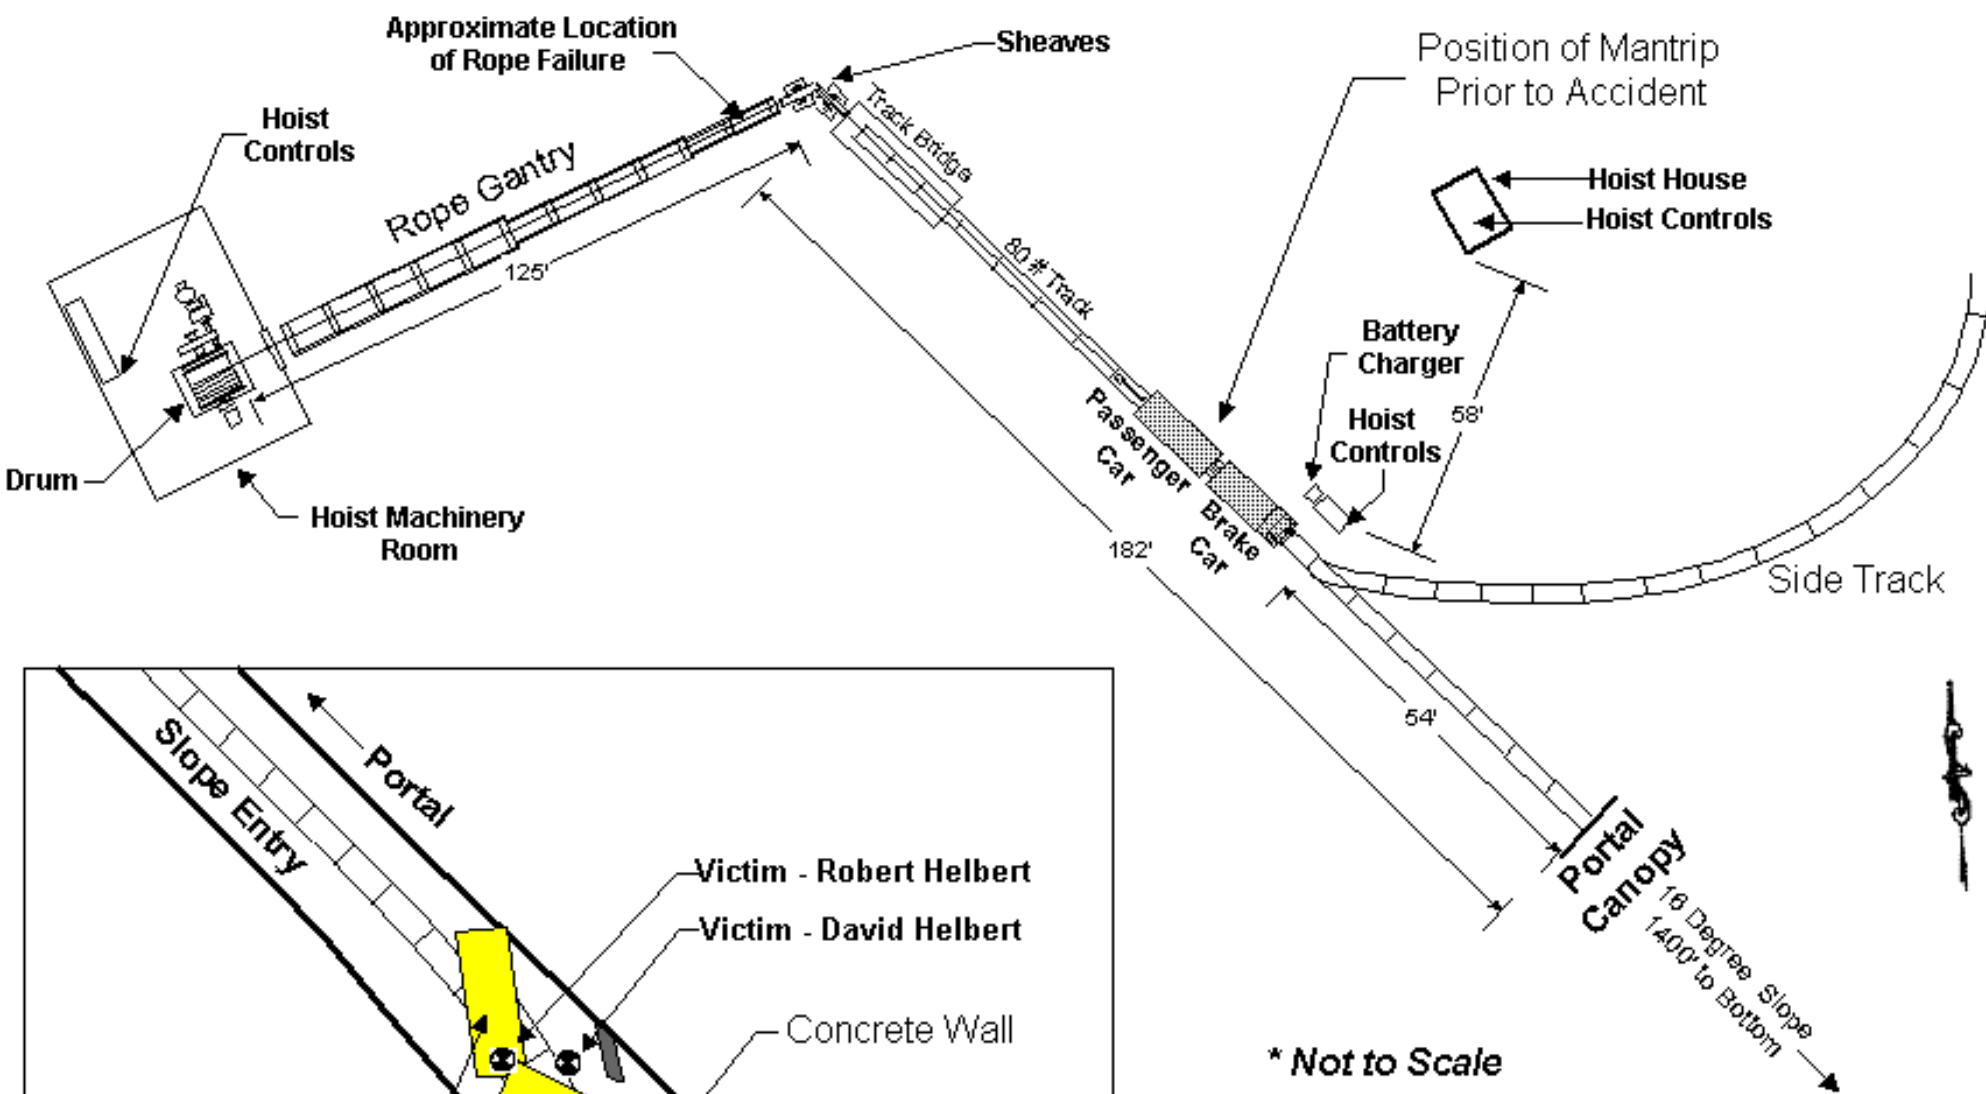 Approximate Location
of Rope Failure
Sheaves
Position of Mantrip
Prior to Accident
Hoist
Controls
Track Bridge
Rope Gantry
125'
Hoist House
Hoist Controls
80 # Track
Battery
Charger
58'
Hoist
Controls
Passenger
Car
Brake
Car
Drum
Hoist Machinery
Room
182'
Side Track
54'
Portal
Canopy
16 Degree Slope
1400' to Bottom
Slope Entry
Portal
Victim - Robert Helbert
Victim - David Helbert
Concrete Wall
* Not to Scale